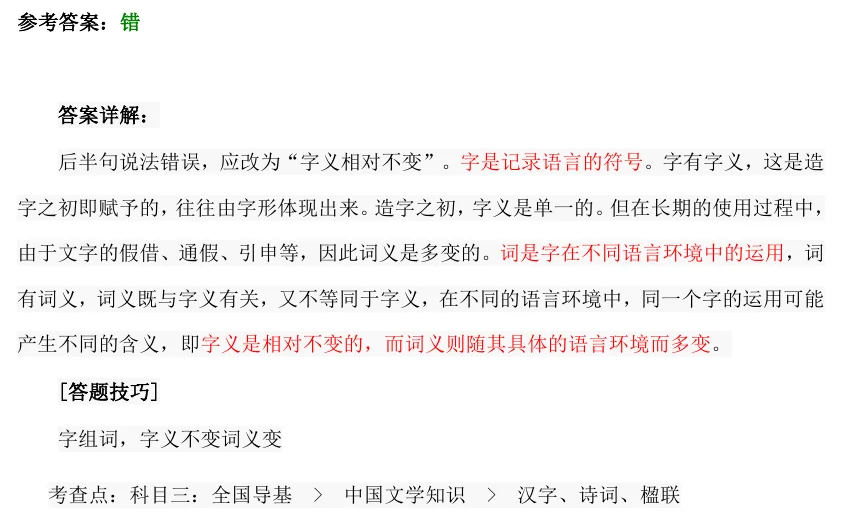 参考答案：错
答案详解：
后半句说法错误，应改为“字义相对不变”。字是记录语言的符号。字有字义，这是造
字之初即赋予的，往往由字形体现出来。造字之初，字义是单一的。但在长期的使用过程中，
由于文字的假借、通假、引申等，因此词义是多变的。词是字在不同语言环境中的运用，词
有词义，词义既与字义有关，又不等同于字义，在不同的语言环境中，同一个字的运用可能
产生不同的含义，即字义是相对不变的，而词义则随其具体的语言环境而多变。
[答题技巧]
字组词，字义不变词义变
考查点：科目三：全国导基 > 中国文学知识 > 汉字、诗词、楹联